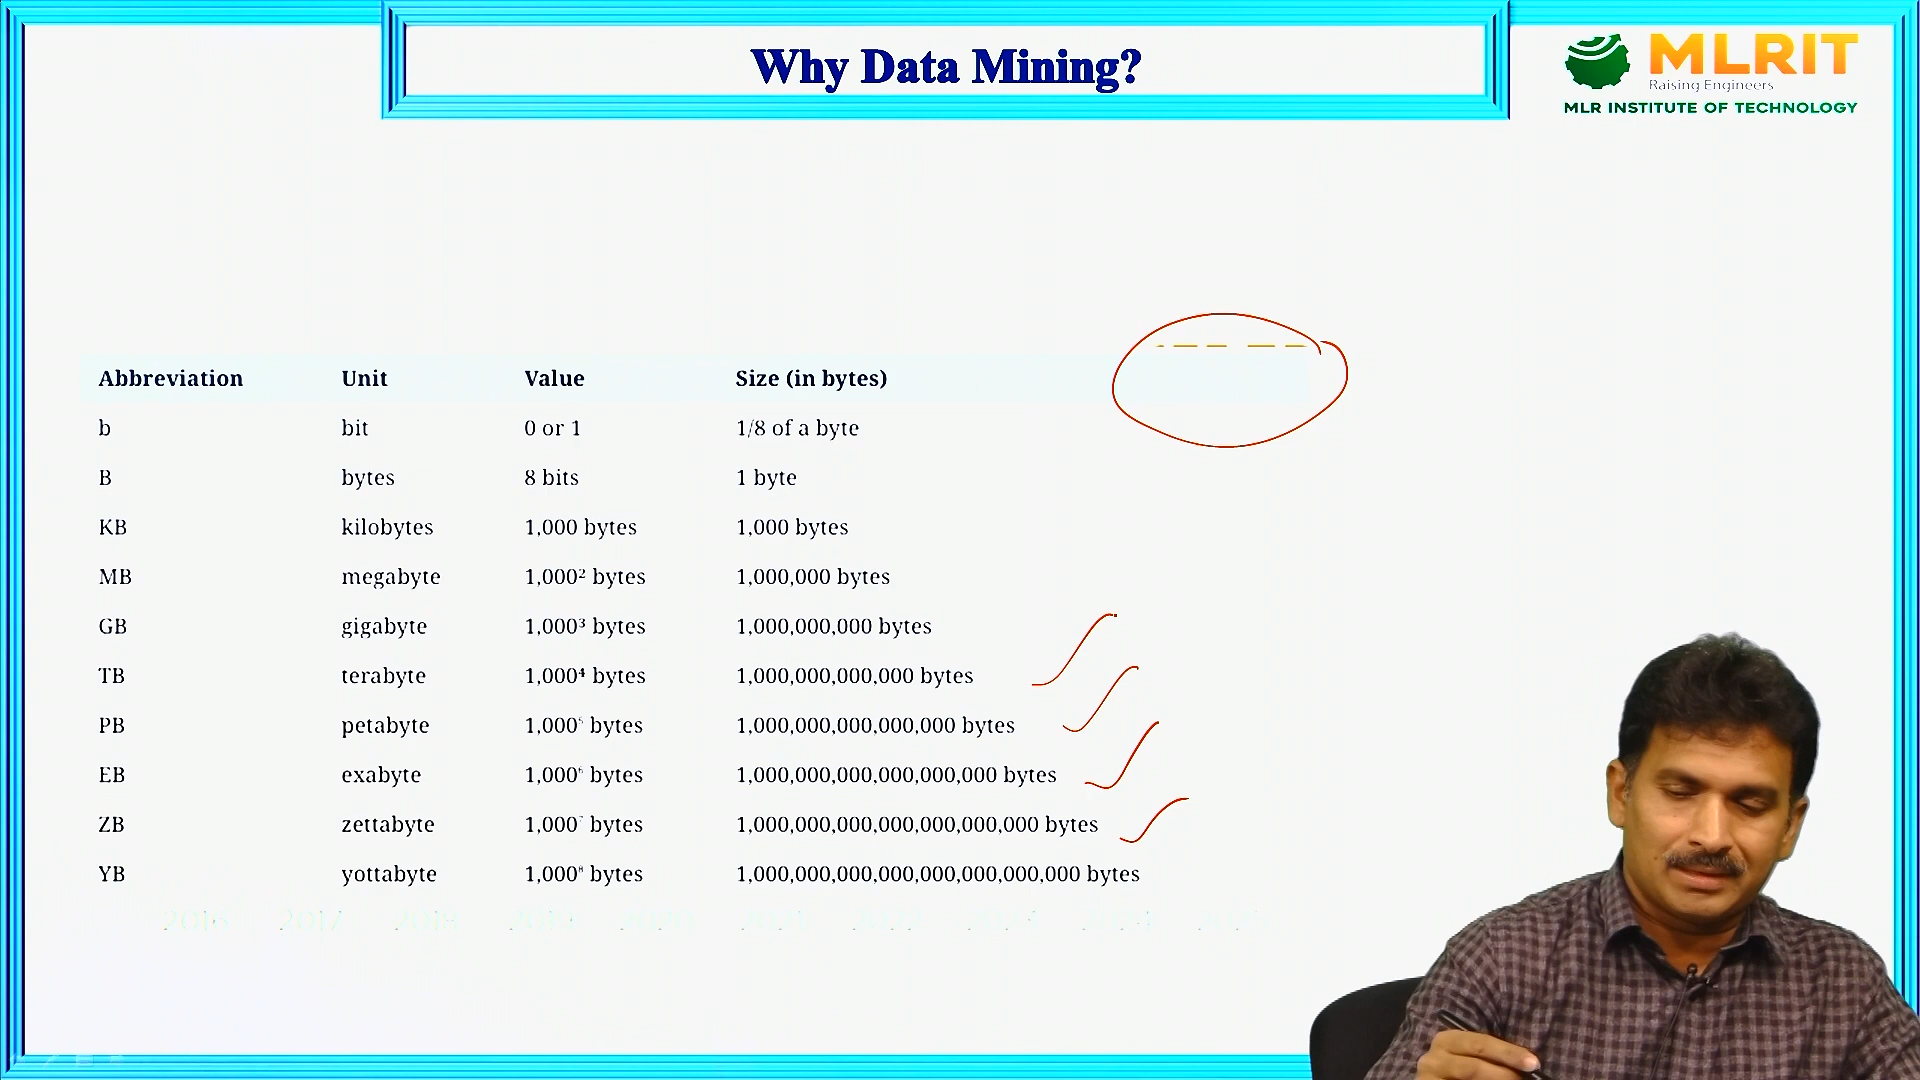 Why Data Mining?
MLRIT
Raising Engineers
MLR INSTITUTE OF TECHNOLOGY
Abbreviation Unit Value Size (in bytes)
b bit 0 or 1 1/8 of a byte
B bytes 8 bits 1 byte
KB kilobytes 1,000 bytes 1,000 bytes
MB megabyte 1,000² bytes 1,000,000 bytes
GB gigabyte 1,000³ bytes 1,000,000,000 bytes
TB terabyte 1,000⁴ bytes 1,000,000,000,000 bytes
PB petabyte 1,000⁵ bytes 1,000,000,000,000,000 bytes
EB exabyte 1,000⁶ bytes 1,000,000,000,000,000,000 bytes
ZB zettabyte 1,000⁷ bytes 1,000,000,000,000,000,000,000 bytes
YB yottabyte 1,000⁸ bytes 1,000,000,000,000,000,000,000,000 bytes
2016 2017 2018 2019 2020